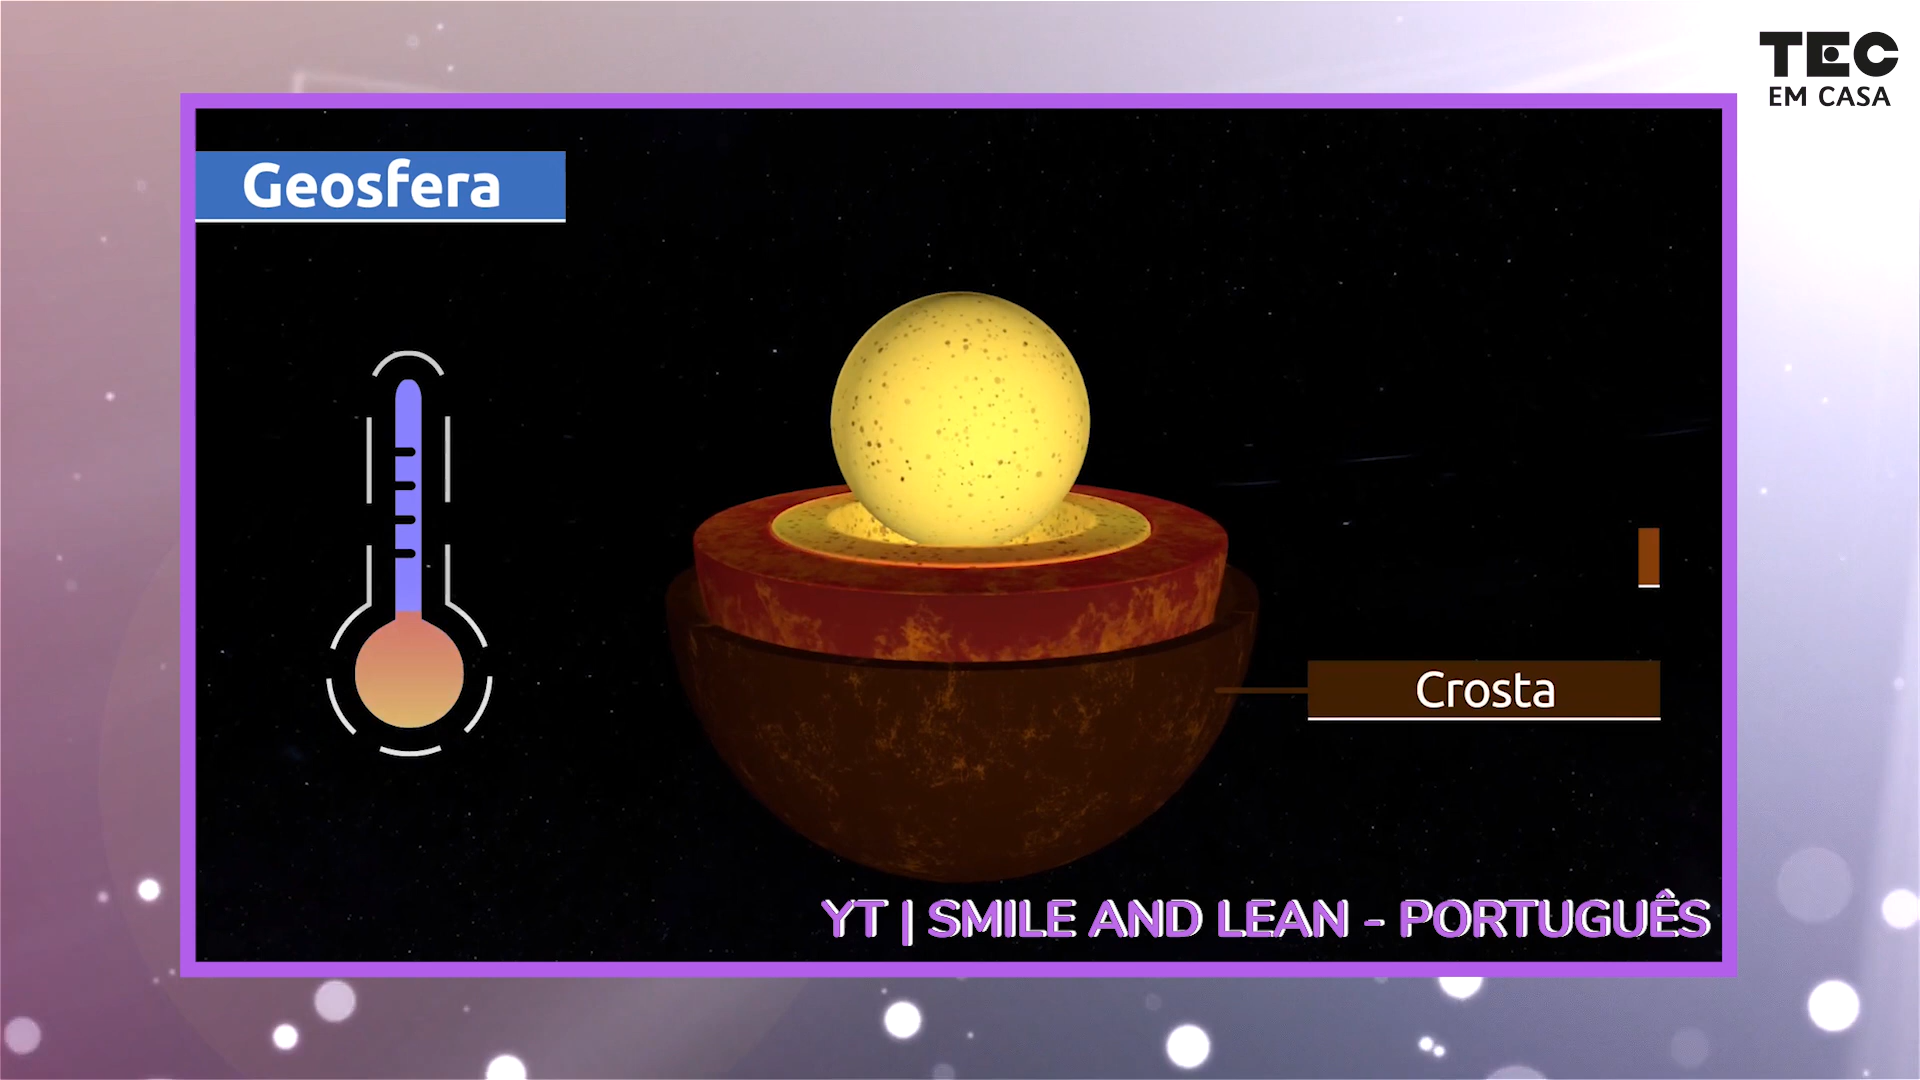 TEC
EM CASA
Geosfera
Crosta
YT | SMILE AND LEAN - PORTUGUÊS